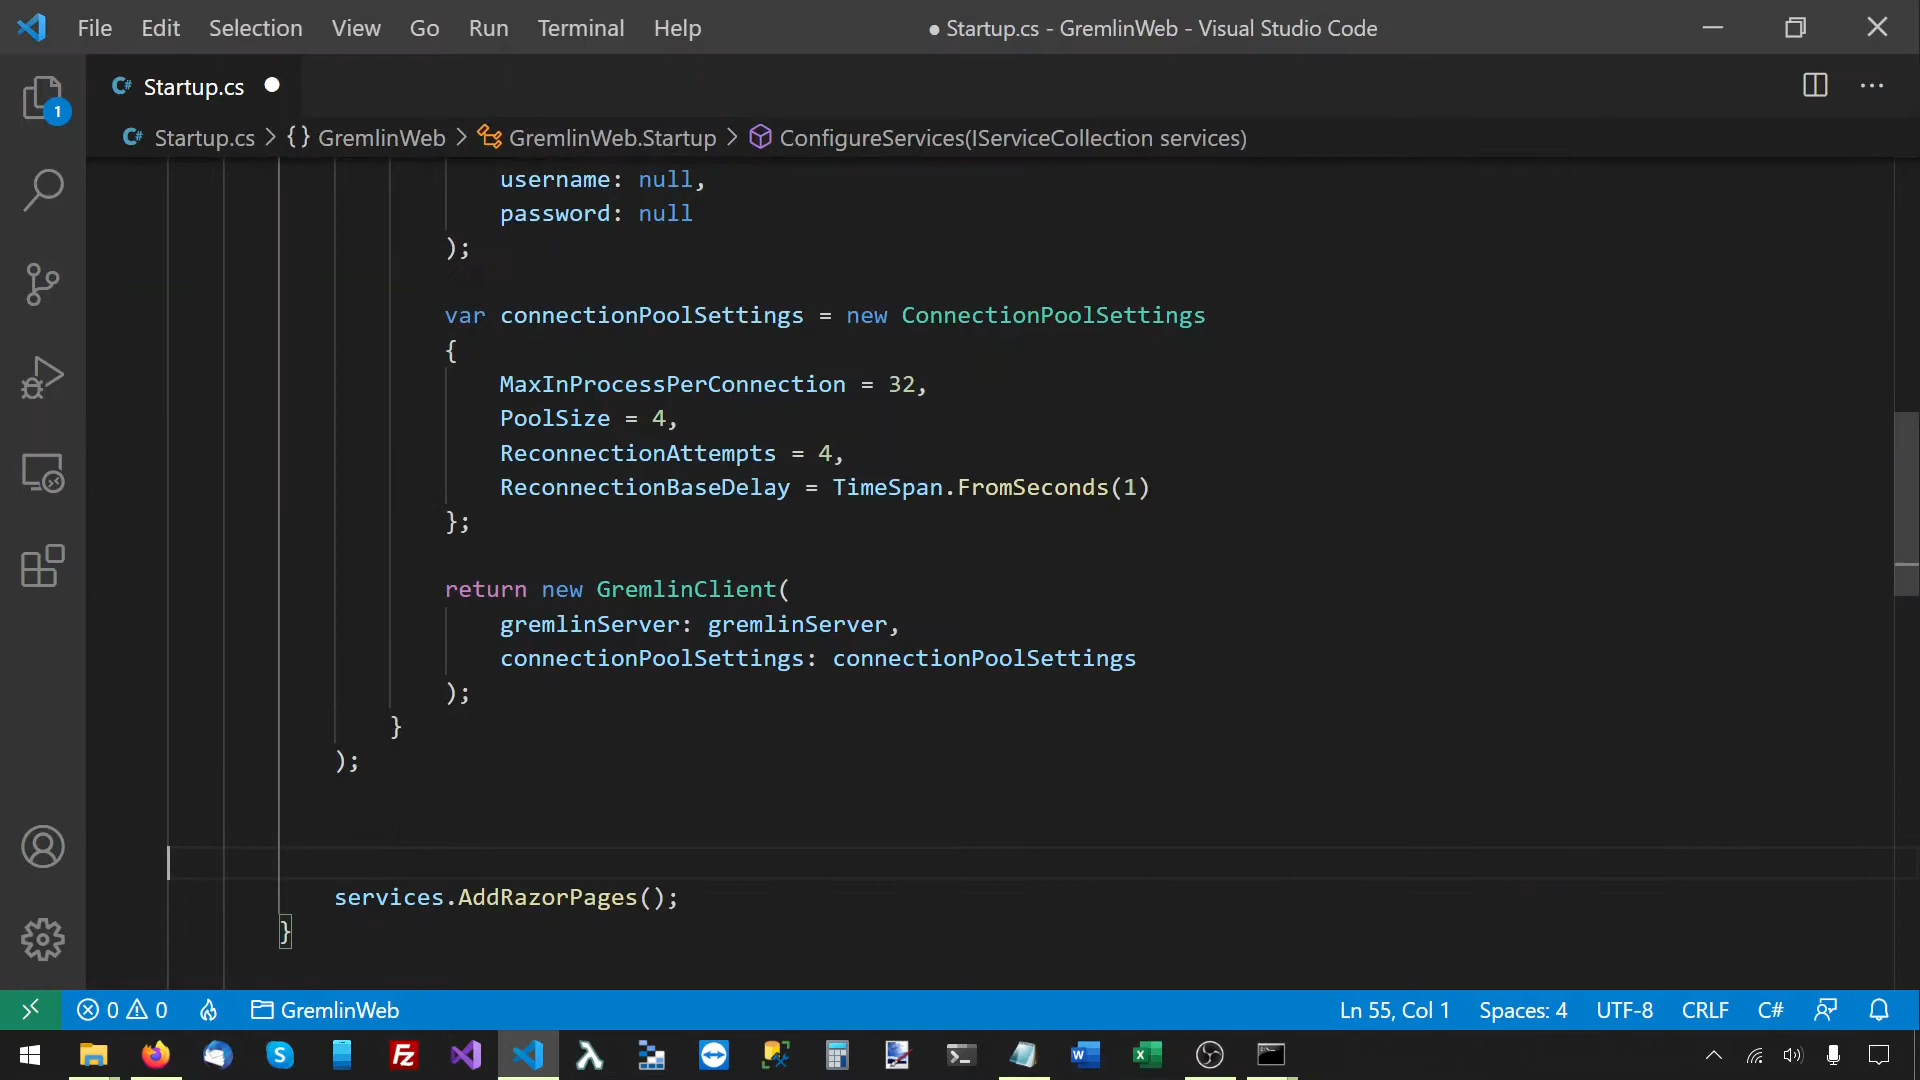 File Edit Selection View Go Run Terminal Help ● Startup.cs - GremlinWeb - Visual Studio Code
C# Startup.cs ●
1
C# Startup.cs > {} GremlinWeb > GremlinWeb.Startup > ConfigureServices(IServiceCollection services)
username: null,
password: null
);
var connectionPoolSettings = new ConnectionPoolSettings
{
MaxInProcessPerConnection = 32,
PoolSize = 4,
ReconnectionAttempts = 4,
ReconnectionBaseDelay = TimeSpan.FromSeconds(1)
};
return new GremlinClient(
gremlinServer: gremlinServer,
connectionPoolSettings: connectionPoolSettings
);
}
);
services.AddRazorPages();
}
0 0 GremlinWeb Ln 55, Col 1 Spaces: 4 UTF-8 CRLF C#